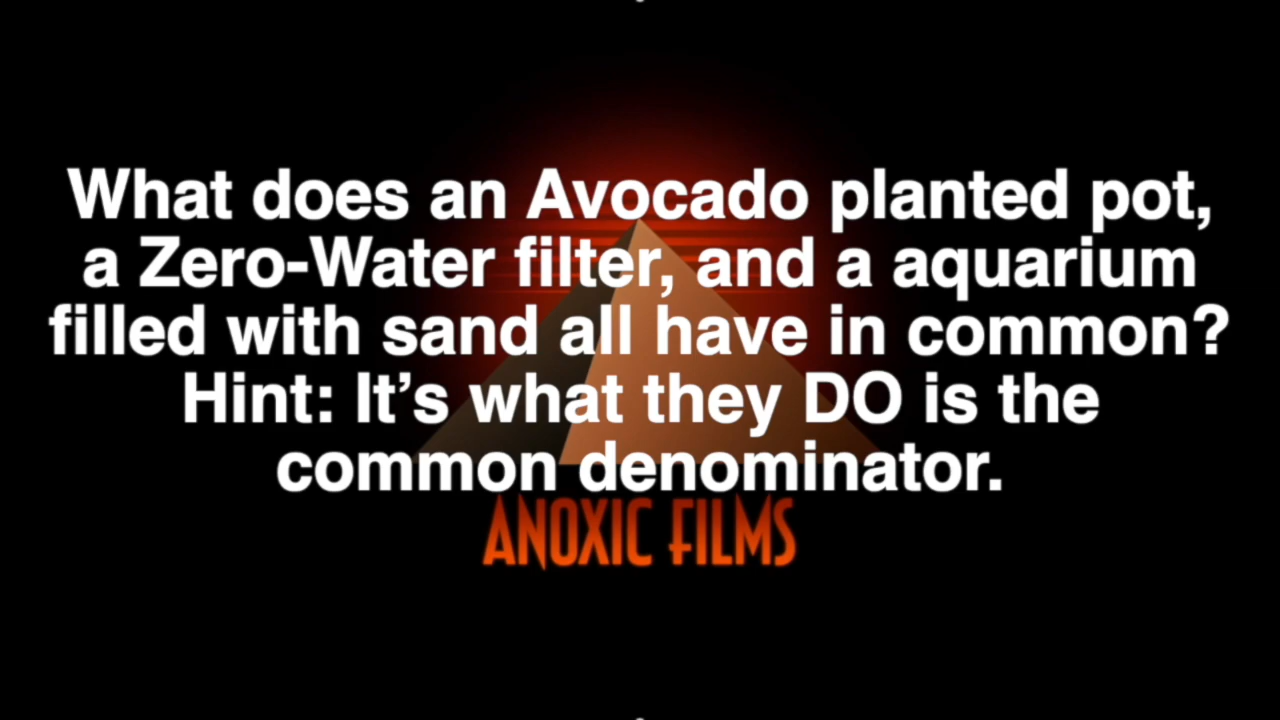 What does an Avocado planted pot,
a Zero-Water filter, and a aquarium
filled with sand all have in common?
Hint: It’s what they DO is the
common denominator.
ANOXIC FILMS